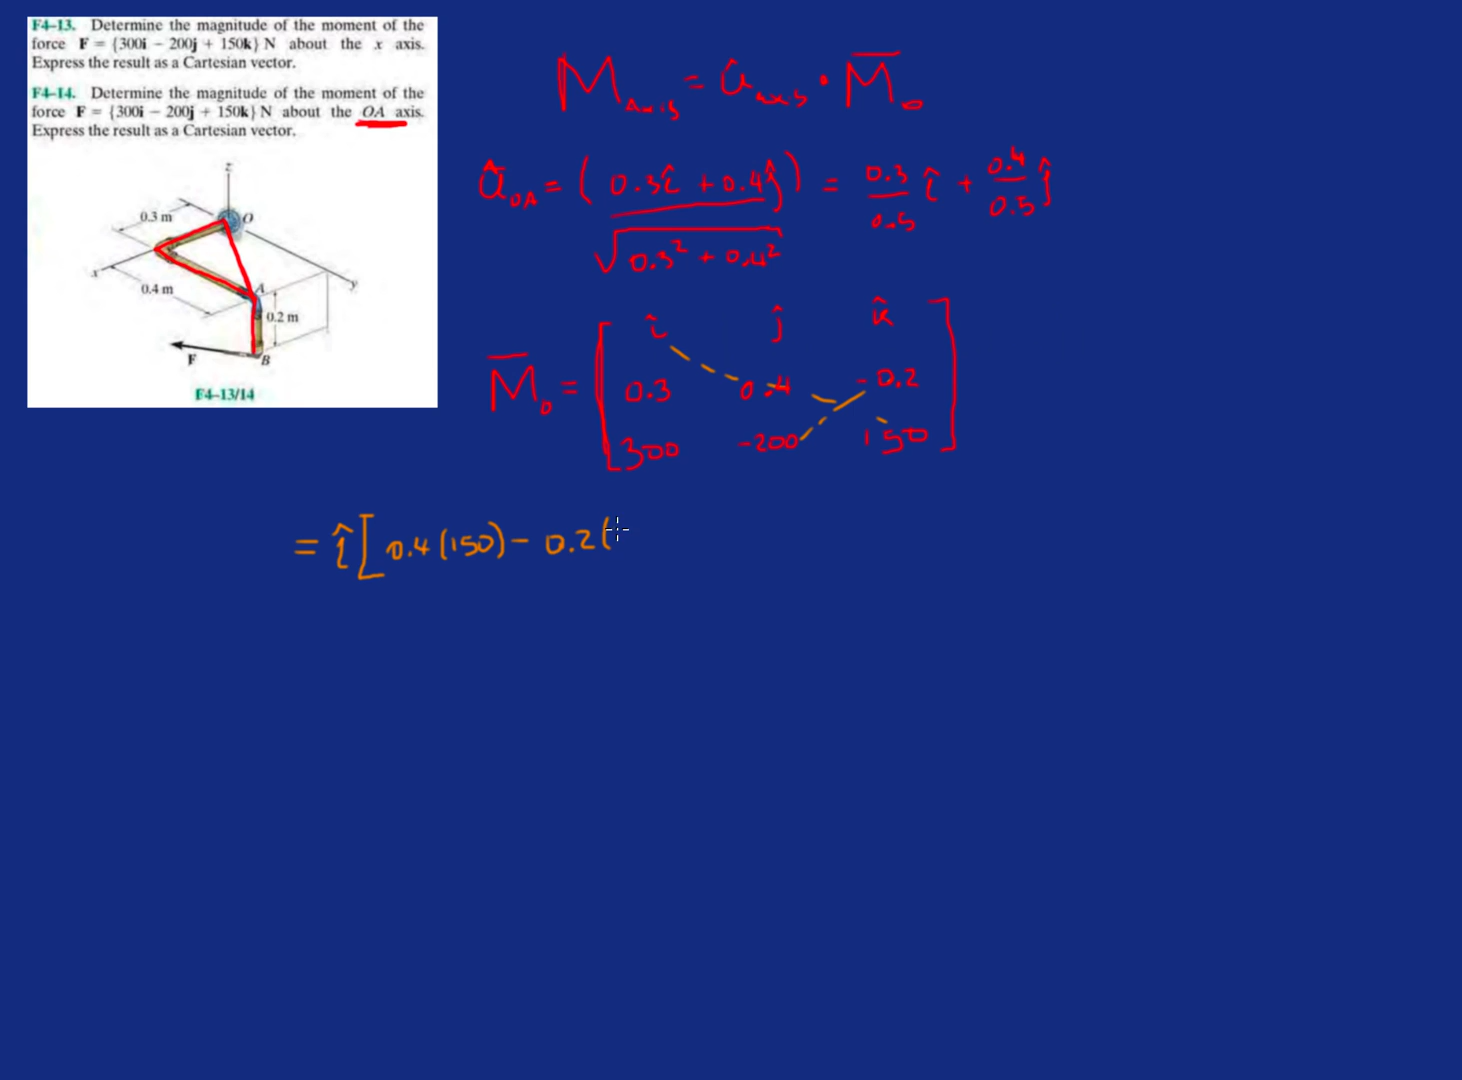 F4–13. Determine the magnitude of the moment of the
force F = {300i − 200j + 150k} N about the x axis.
Express the result as a Cartesian vector.
F4–14. Determine the magnitude of the moment of the
force F = {300i − 200j + 150k} N about the OA axis.
Express the result as a Cartesian vector.
z
0.3 m
O
x
0.4 m
A
y
0.2 m
F
B
F4–13/14
M_axis = û_axis • M̅_o
û_OA = ( 0.3î + 0.4ĵ ) / √(0.3² + 0.4²) = 0.3/0.5 î + 0.4/0.5 ĵ
M̅_o = [ î ĵ k̂
0.3 0.4 -0.2
300 -200 150 ]
= î [ 0.4 (150) - 0.2 (